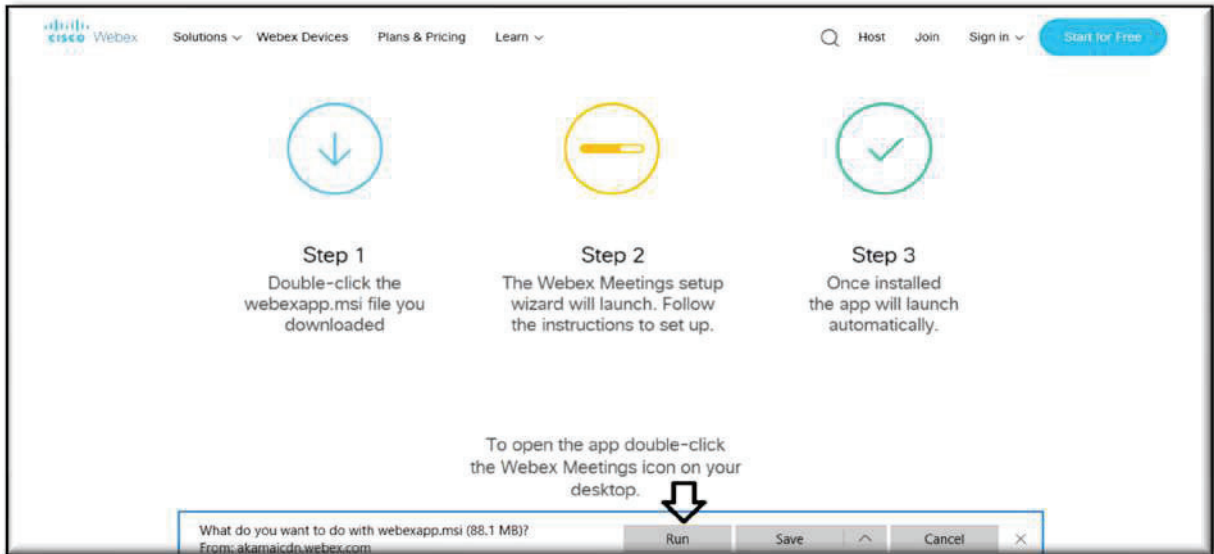 CISCO Webex Solutions Webex Devices Plans & Pricing Learn Host Join Sign in Start for Free
Step 1
Double-click the
webexapp.msi file you
downloaded
Step 2
The Webex Meetings setup
wizard will launch. Follow
the instructions to set up.
Step 3
Once installed
the app will launch
automatically.
To open the app double-click
the Webex Meetings icon on your
desktop.
What do you want to do with webexapp.msi (88.1 MB)?
From: akamaicdn.webex.com
Run Save Cancel